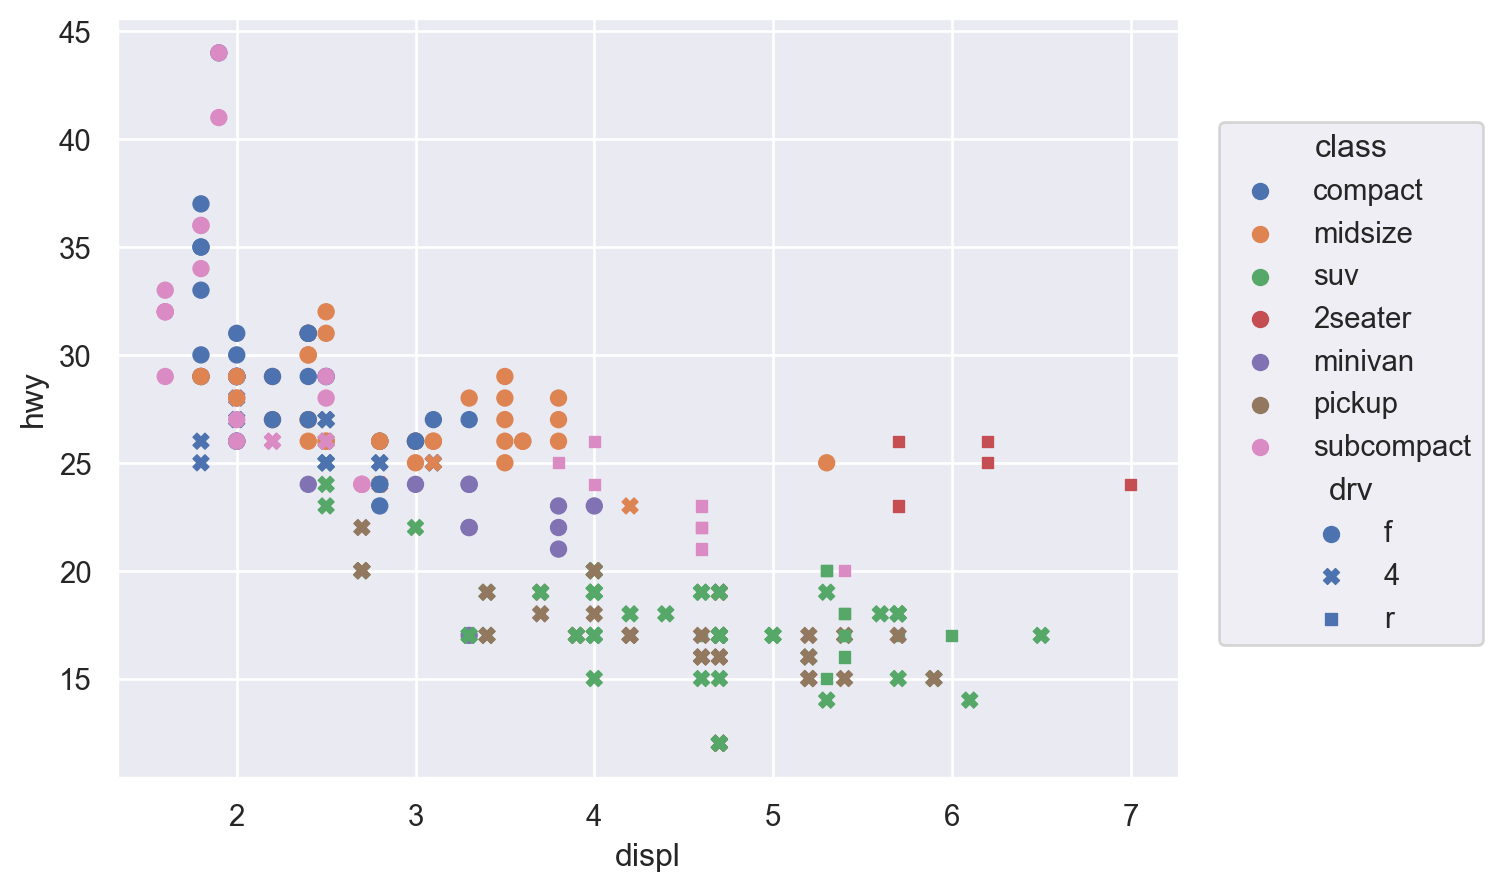 45
40
35
30
25
20
15
hwy
2 3 4 5 6 7
displ
class
compact
midsize
suv
2seater
minivan
pickup
subcompact
drv
f
4
r